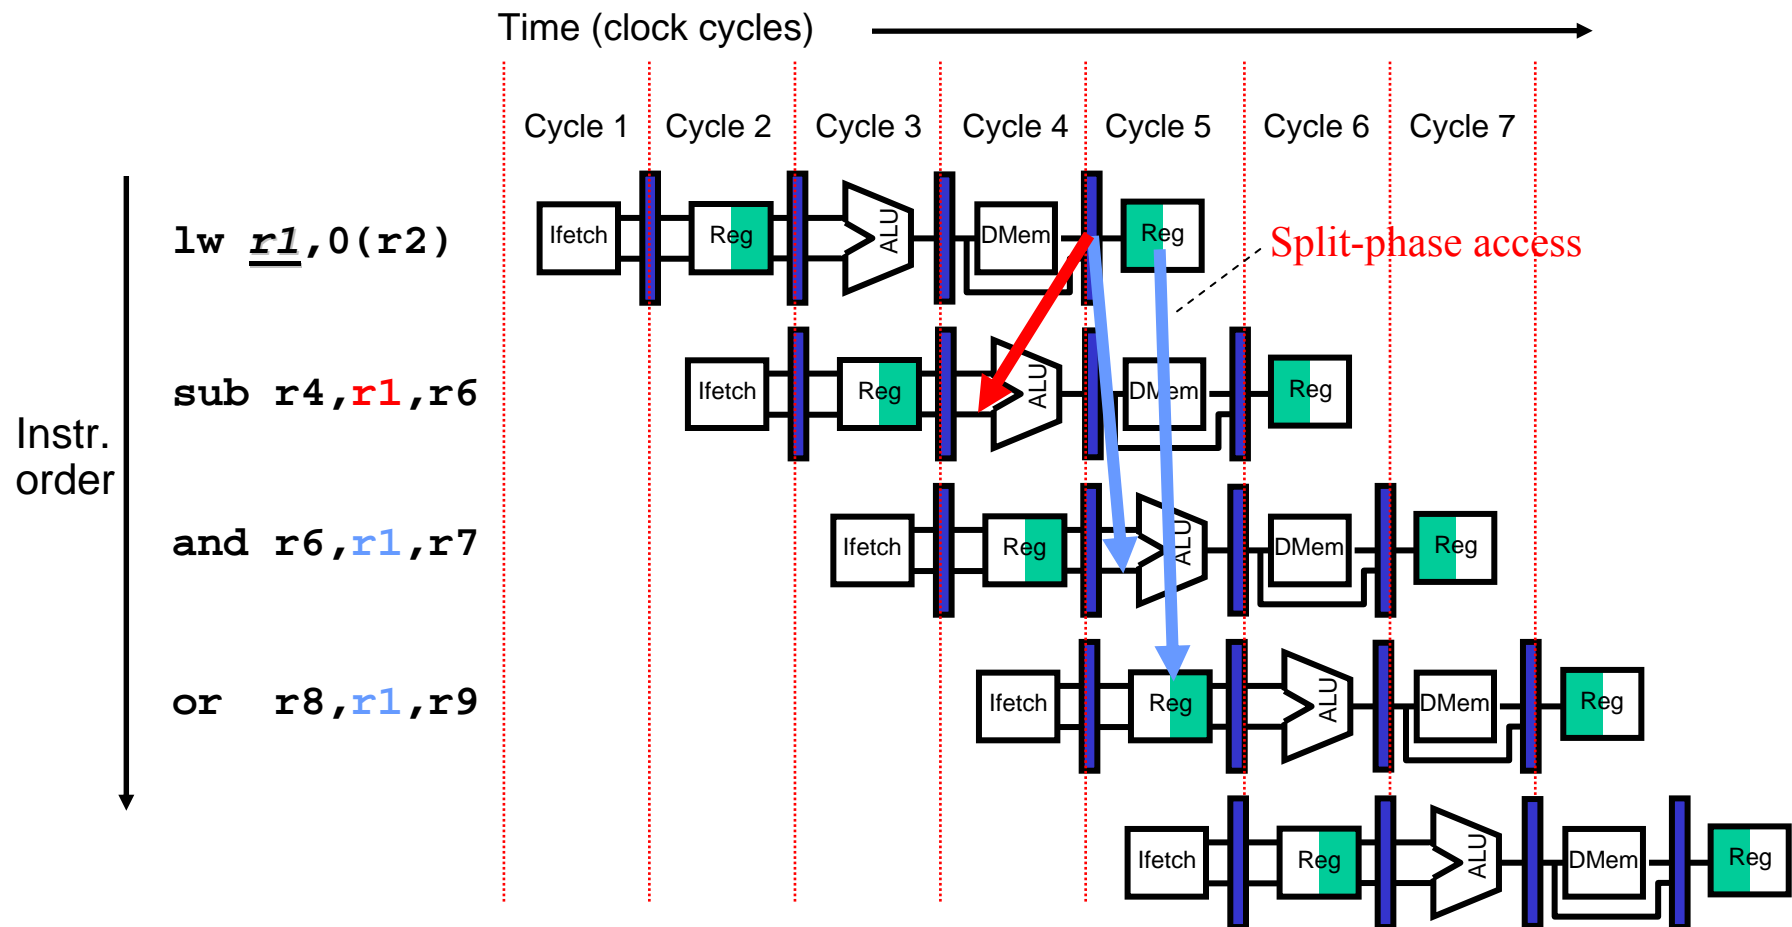 Time (clock cycles)
Cycle 1 Cycle 2 Cycle 3 Cycle 4 Cycle 5 Cycle 6 Cycle 7
lw r1,0(r2) Ifetch Reg ALU DMem Reg Split-phase access
sub r4,r1,r6 Ifetch Reg ALU DMem Reg
Instr.
order
and r6,r1,r7 Ifetch Reg ALU DMem Reg
or r8,r1,r9 Ifetch Reg ALU DMem Reg
Ifetch Reg ALU DMem Reg